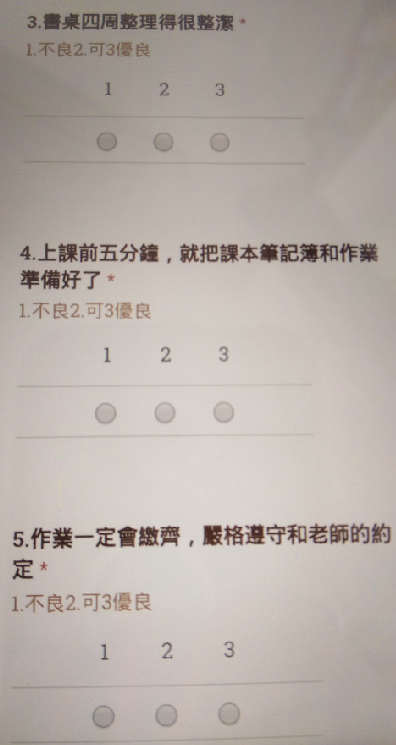 3.書桌四周整理得很整潔 *
1.不良2.可3優良
1 2 3
4.上課前五分鐘，就把課本筆記簿和作業
準備好了 *
1.不良2.可3優良
1 2 3
5.作業一定會繳齊，嚴格遵守和老師的約
定 *
1.不良2.可3優良
1 2 3